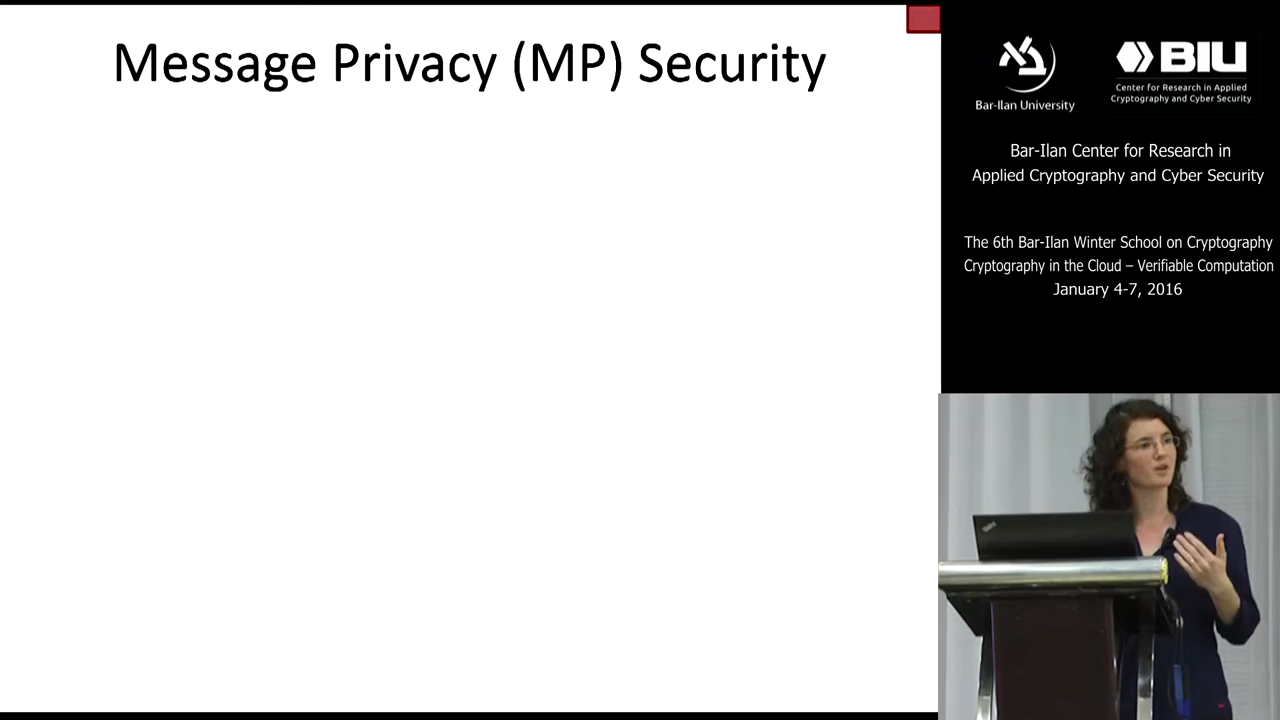 Message Privacy (MP) Security
Bar-Ilan University
BIU
Center for Research in Applied
Cryptography and Cyber Security
Bar-Ilan Center for Research in
Applied Cryptography and Cyber Security
The 6th Bar-Ilan Winter School on Cryptography
Cryptography in the Cloud – Verifiable Computation
January 4-7, 2016